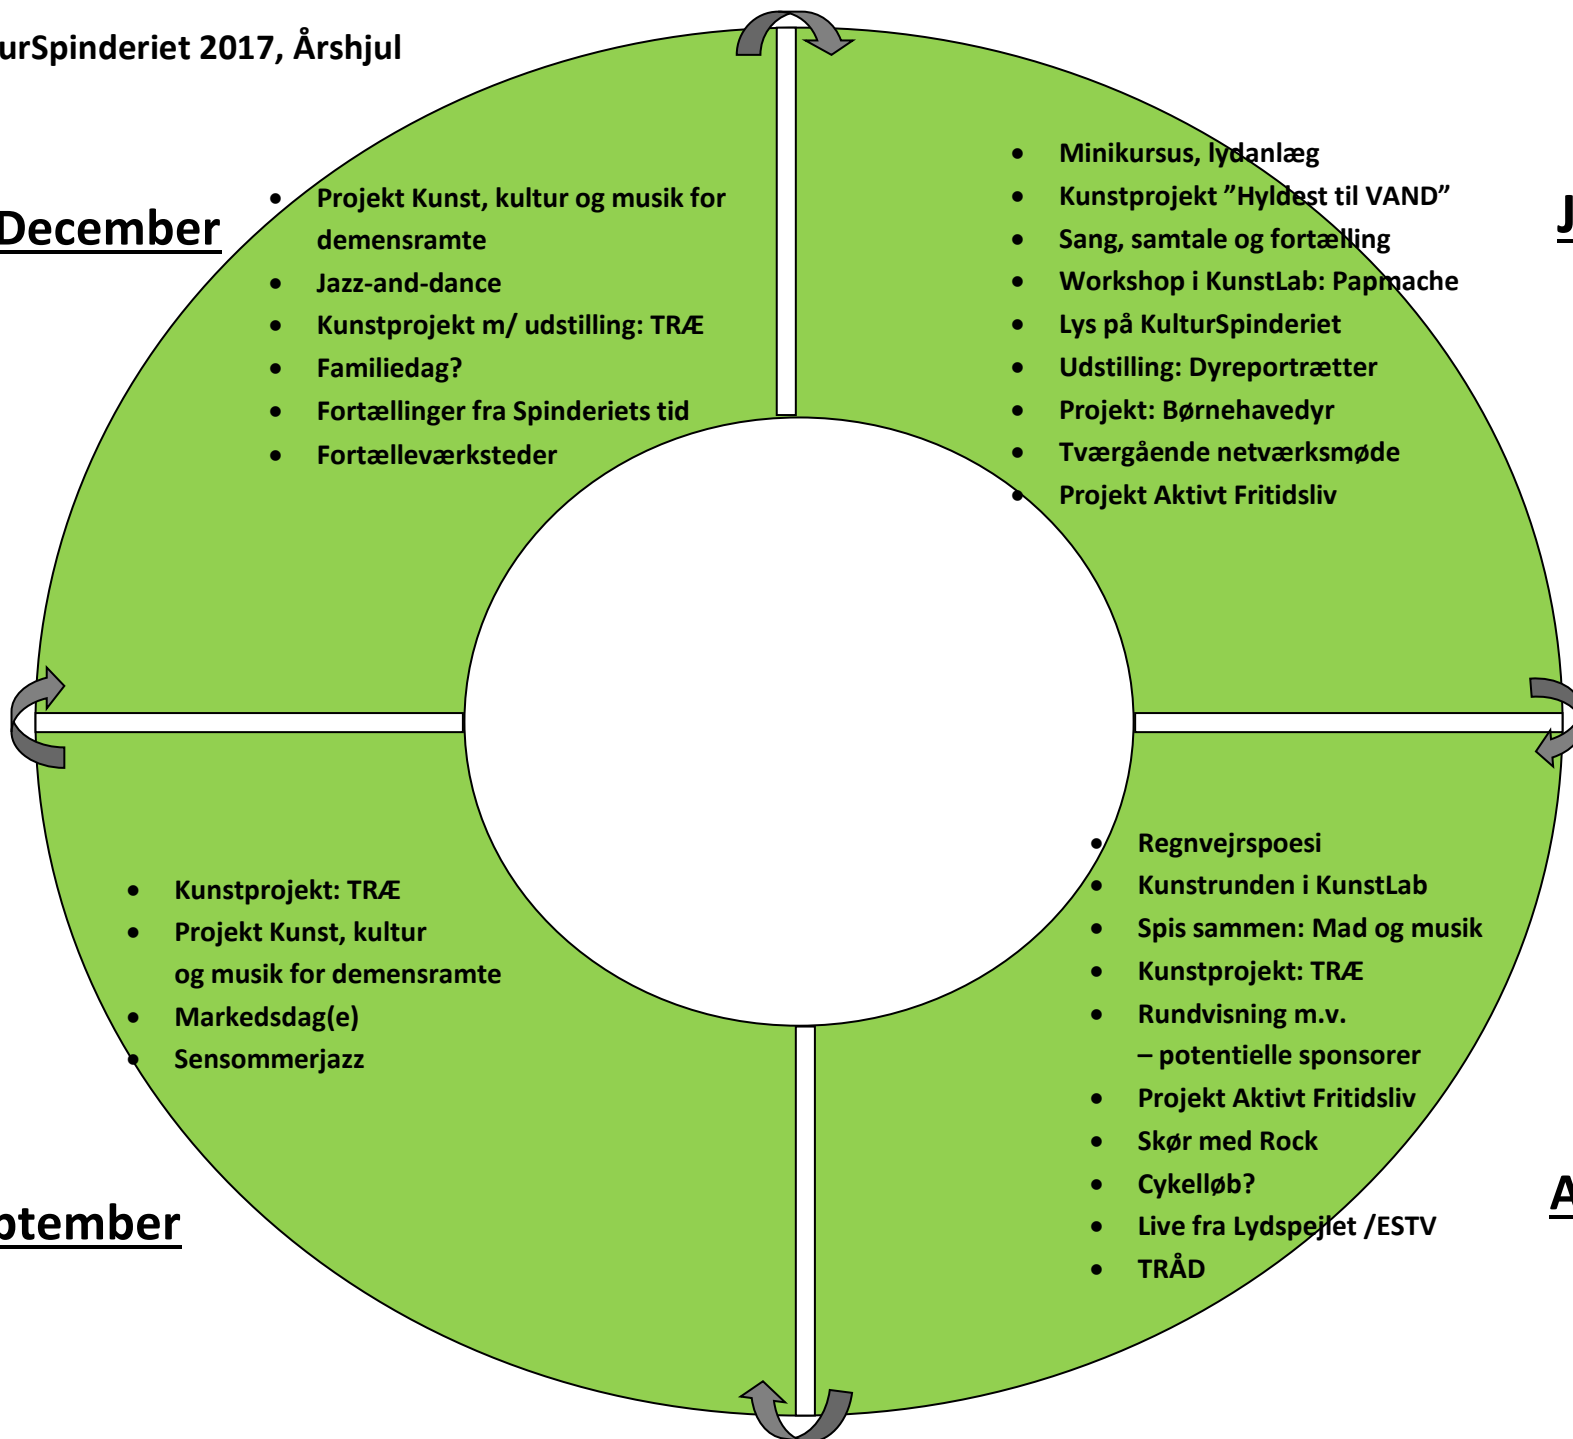 urSpinderiet 2017, Årshjul
December
• Projekt Kunst, kultur og musik for
demensramte
• Jazz-and-dance
• Kunstprojekt m/ udstilling: TRÆ
• Familiedag?
• Fortællinger fra Spinderiets tid
• Fortælleværksteder
• Minikursus, lydanlæg
• Kunstprojekt ”Hyldest til VAND”
• Sang, samtale og fortælling
• Workshop i KunstLab: Papmache
• Lys på KulturSpinderiet
• Udstilling: Dyreportrætter
• Projekt: Børnehavedyr
• Tværgående netværksmøde
• Projekt Aktivt Fritidsliv
J
• Kunstprojekt: TRÆ
• Projekt Kunst, kultur
og musik for demensramte
• Markedsdag(e)
• Sensommerjazz
ptember
• Regnvejrspoesi
• Kunstrunden i KunstLab
• Spis sammen: Mad og musik
• Kunstprojekt: TRÆ
• Rundvisning m.v.
– potentielle sponsorer
• Projekt Aktivt Fritidsliv
• Skør med Rock
• Cykelløb?
• Live fra Lydspejlet /ESTV
• TRÅD
A